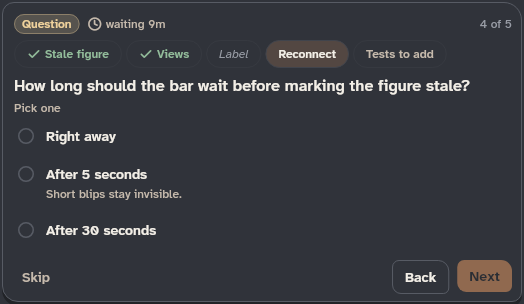 Question waiting 9m 4 of 5
Stale figure Views Label Reconnect Tests to add
How long should the bar wait before marking the figure stale?
Pick one
Right away
After 5 seconds
Short blips stay invisible.
After 30 seconds
Skip Back Next